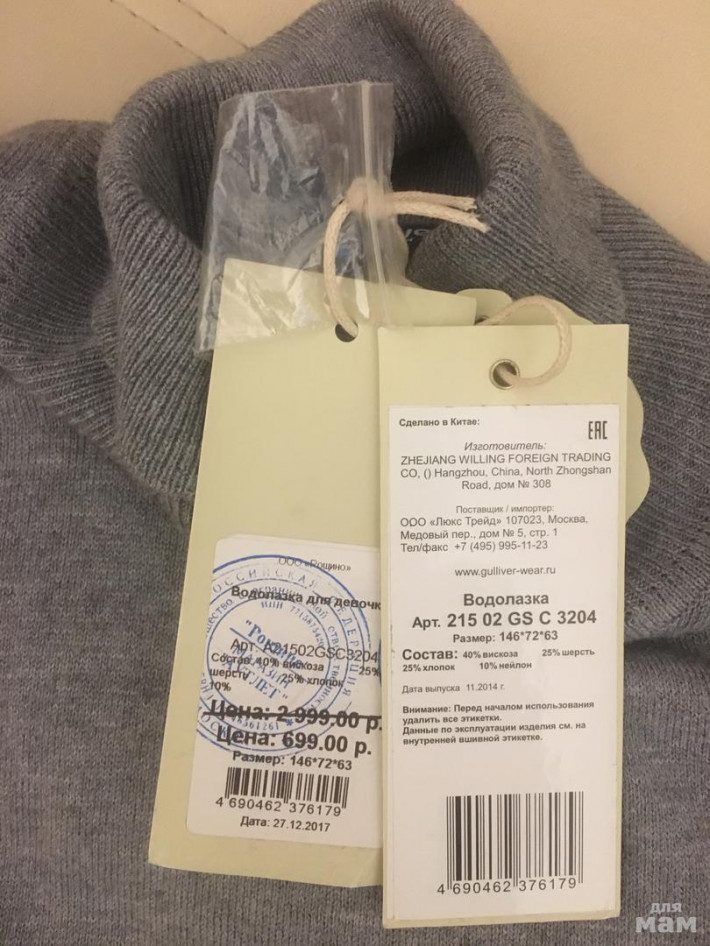 ООО «Рощино»
Водолазка для девочк
Арт. A21502GSC3204
Состав: 40% вискоза 25%
шерсть 25% хлопок
10%
Цена: 2 999.00 р.
Цена: 699.00 р.
Размер: 146*72*63
4 690462 376179
Дата: 27.12.2017
Сделано в Китае:
EAC
Изготовитель:
ZHEJIANG WILLING FOREIGN TRADING
CO, () Hangzhou, China, North Zhongshan
Road, дом № 308
Поставщик / импортер:
ООО «Люкс Трейд» 107023, Москва,
Медовый пер., дом № 5, стр. 1
Тел/факс +7 (495) 995-11-23
www.gulliver-wear.ru
Водолазка
Арт. 215 02 GS C 3204
Размер: 146*72*63
Состав: 40% вискоза 25% шерсть
25% хлопок 10% нейлон
Дата выпуска 11.2014 г.
Внимание: Перед началом использования
удалить все этикетки.
Данные по эксплуатации изделия см. на
внутренней вшивной этикетке.
4 690462 376179
для
мам